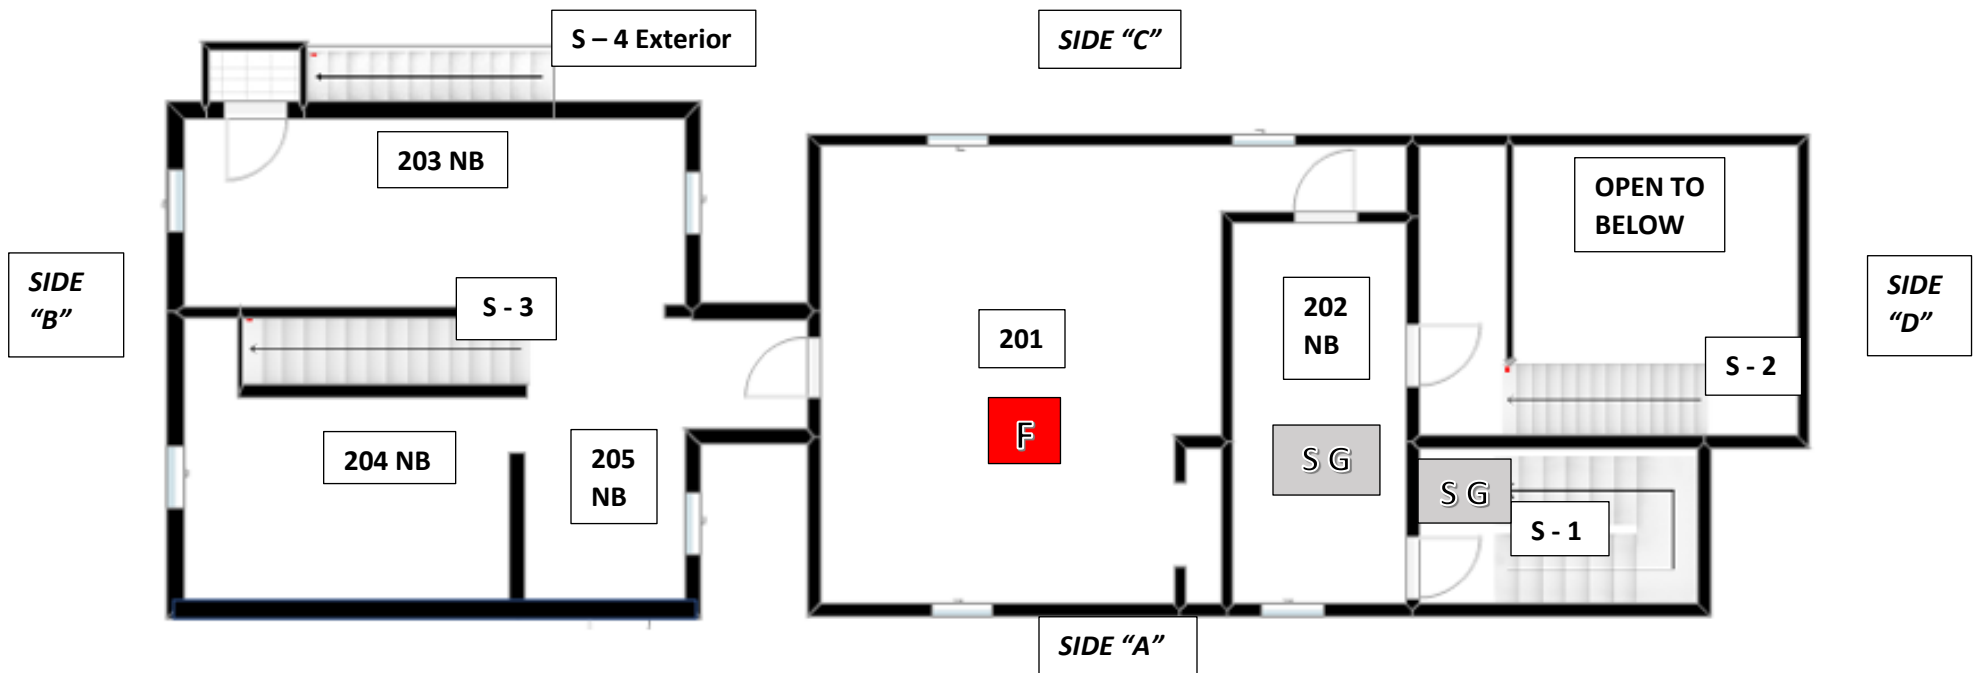 S – 4 Exterior
SIDE “C”
203 NB
OPEN TO
BELOW
SIDE
“B”
S - 3
201
202
NB
SIDE
“D”
S - 2
F
204 NB
205
NB
S G
S G
S - 1
SIDE “A”